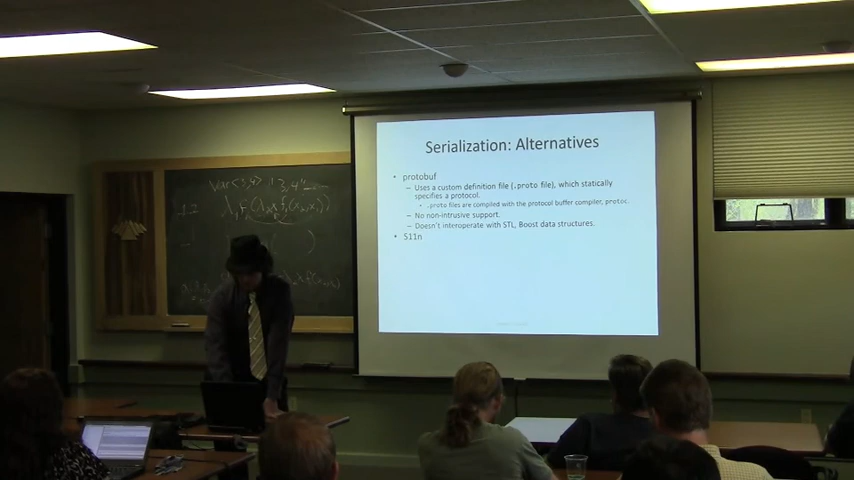 Serialization: Alternatives
• protobuf
– Uses a custom definition file (.proto file), which statically
specifies a protocol.
• .proto files are compiled with the protocol buffer compiler, protoc.
– No non-intrusive support.
– Doesn't interoperate with STL, Boost data structures.
• S11n